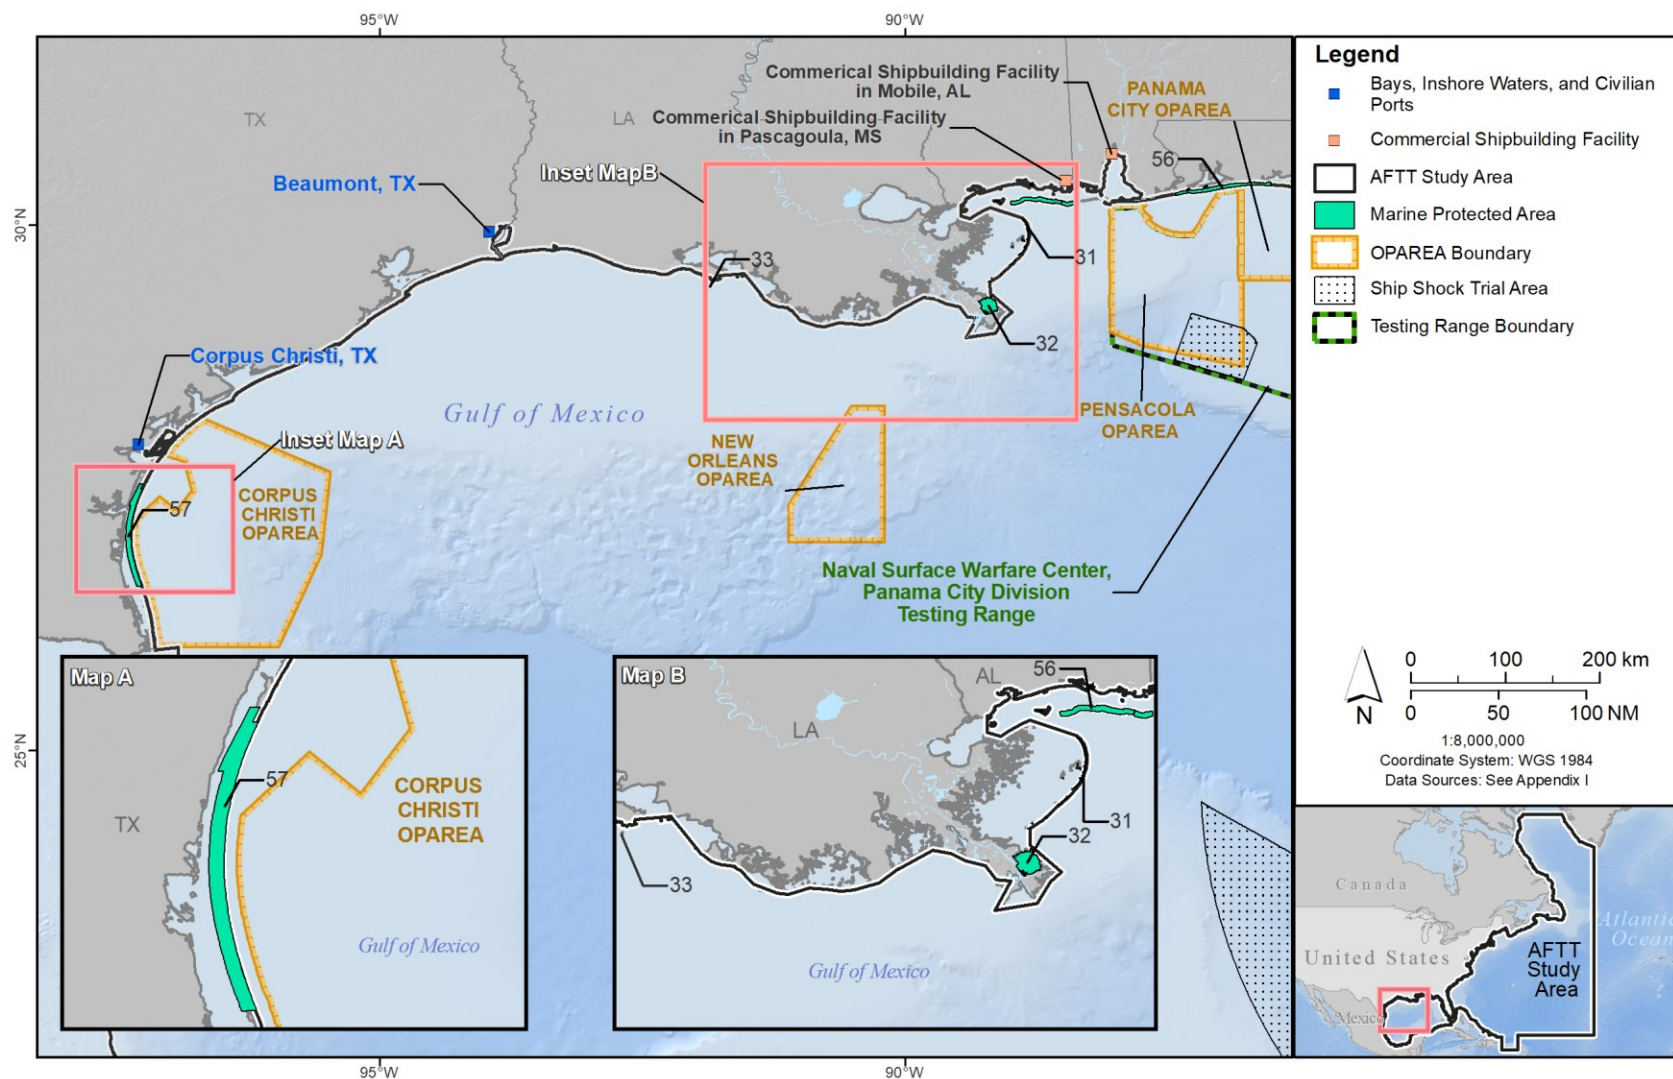 95°W
90°W
Commerical Shipbuilding Facility
in Mobile, AL
PANAMA
CITY OPAREA
TX
LA
Commerical Shipbuilding Facility
in Pascagoula, MS
56
Inset MapB
Beaumont, TX
30°N
33
31
32
Corpus Christi, TX
Gulf of Mexico
PENSACOLA
OPAREA
Inset Map A
NEW
ORLEANS
OPAREA
CORPUS
CHRISTI
OPAREA
57
Naval Surface Warfare Center,
Panama City Division
Testing Range
25°N
Map A
57
CORPUS
CHRISTI
OPAREA
TX
Gulf of Mexico
Map B
AL
56
LA
31
32
33
Gulf of Mexico
95°W
90°W
Legend
Bays, Inshore Waters, and Civilian
Ports
Commercial Shipbuilding Facility
AFTT Study Area
Marine Protected Area
OPAREA Boundary
Ship Shock Trial Area
Testing Range Boundary
N
0 100 200 km
0 50 100 NM
1:8,000,000
Coordinate System: WGS 1984
Data Sources: See Appendix I
Canada
United States
Mexico
Atlantic
Ocean
AFTT
Study
Area